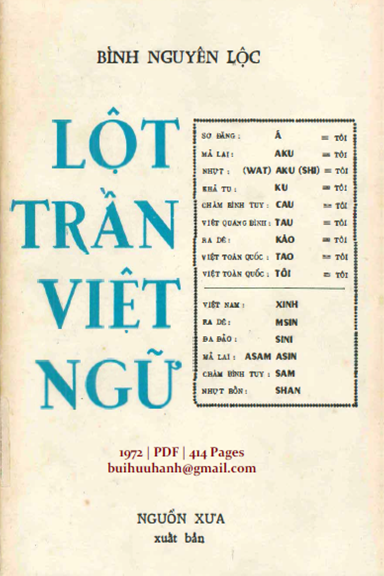 BÌNH NGUYÊN LỘC
LỘT
TRẦN
VIỆT
NGỮ
SƠ ĐĂNG: Á = TÔI
MÃ LAI: AKU = TÔI
NHỰT: (WAT) AKU (SHI) = TÔI
KHẢ TU: KU = TÔI
CHÀM BÌNH TUY: CAU = TÔI
VIỆT QUẢNG BÌNH: TAU = TÔI
RA ĐÊ: KÂO = TÔI
VIỆT TOÀN QUỐC: TAO = TÔI
VIỆT TOÀN QUỐC: TÔI = TÔI
VIỆT NAM: XINH
RA ĐÊ: MSIN
ĐA ĐẢO: SINI
MÃ LAI: ASAM ASIN
CHÀM BÌNH TUY: SAM
NHỰT BỔN: SHAN
1972 | PDF | 414 Pages
buihuuhanh@gmail.com
NGUỒN XƯA
xuất bản